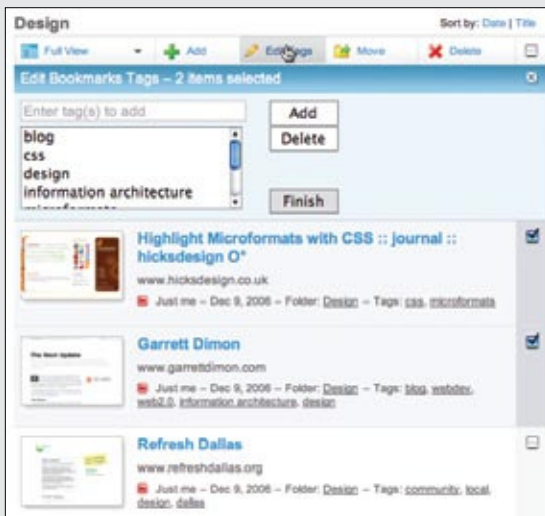 Design
Sort by: Date | Title
Full View
Add
Edit Tags
Move
Delete
Edit Bookmarks Tags – 2 items selected
Enter tag(s) to add
Add
blog
Delete
css
design
information architecture
microformats
Finish
Highlight Microformats with CSS :: journal ::
hicksdesign O*
www.hicksdesign.co.uk
Just me – Dec 9, 2006 – Folder: Design – Tags: css, microformats
Garrett Dimon
www.garrettdimon.com
Just me – Dec 9, 2006 – Folder: Design – Tags: blog, webdev,
web2.0, information architecture, design
Refresh Dallas
www.refreshdallas.org
Just me – Dec 9, 2006 – Folder: Design – Tags: community, local,
design, dallas